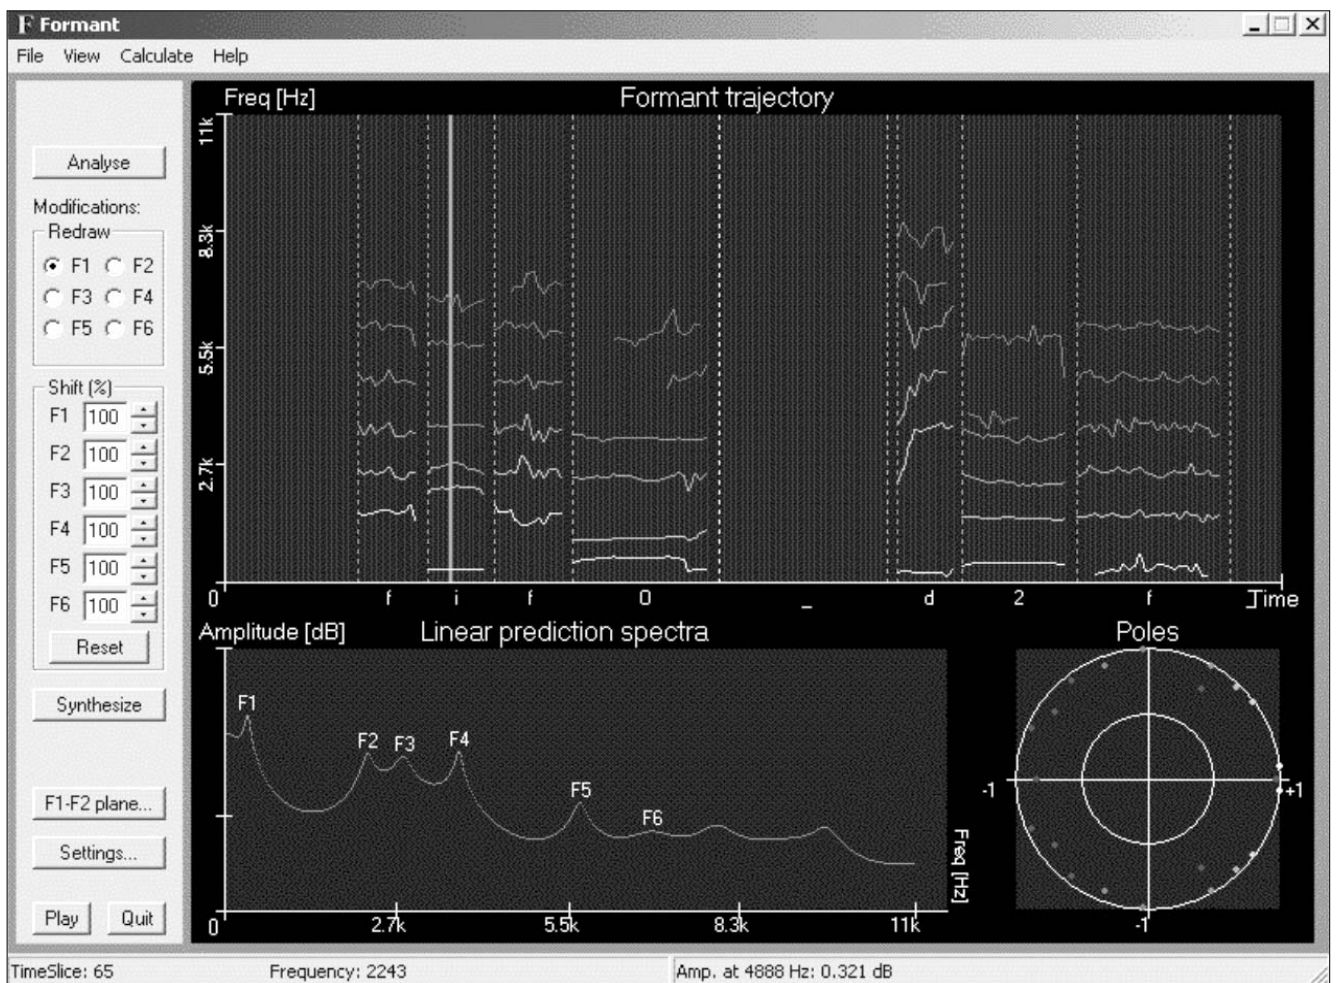 F Formant
File View Calculate Help
Analyse
Modifications:
Redraw
F1 F2
F3 F4
F5 F6
Shift (%)
F1 100
F2 100
F3 100
F4 100
F5 100
F6 100
Reset
Synthesize
F1-F2 plane...
Settings...
Play Quit
Freq [Hz] Formant trajectory
11k
8.3k
5.5k
2.7k
0 f i f O _ d 2 f Time
Amplitude [dB] Linear prediction spectra
F1
F2 F3 F4
F5
F6
0 2.7k 5.5k 8.3k 11k
Freq [Hz]
Poles
-1 +1
-1
TimeSlice: 65 Frequency: 2243 Amp. at 4888 Hz: 0.321 dB